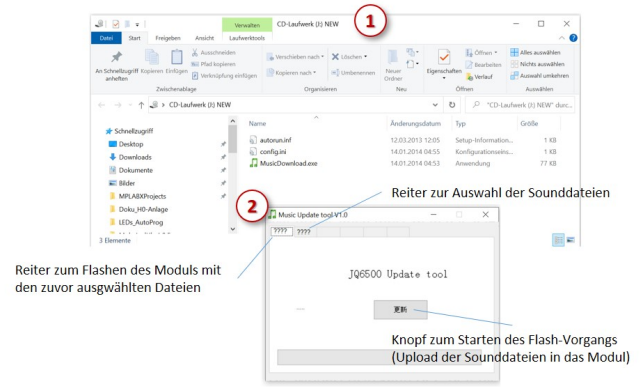 Verwalten
CD-Laufwerk (J:) NEW
1
Datei Start Freigeben Ansicht Laufwerktools
An Schnellzugriff anheften
Kopieren
Einfügen
Ausschneiden
Pfad kopieren
Verknüpfung einfügen
Zwischenablage
Verschieben nach
Kopieren nach
Löschen
Umbenennen
Organisieren
Neuer Ordner
Neu
Eigenschaften
Öffnen
Bearbeiten
Verlauf
Öffnen
Alles auswählen
Nichts auswählen
Auswahl umkehren
Auswählen
CD-Laufwerk (J:) NEW
"CD-Laufwerk (J:) NEW" durc...
Name Änderungsdatum Typ Größe
autorun.inf 12.03.2013 12:05 Setup-Information... 1 KB
config.ini 14.01.2014 04:55 Konfigurationseins... 1 KB
MusicDownload.exe 14.01.2014 04:53 Anwendung 77 KB
Schnellzugriff
Desktop
Downloads
Dokumente
Bilder
MPLABXProjects
Doku_H0-Anlage
LEDs_AutoProg
3 Elemente
Reiter zur Auswahl der Sounddateien
2
Music Update tool V1.0
???? ????
JQ6500 Update tool
更新
Reiter zum Flashen des Moduls mit
den zuvor ausgwählten Dateien
Knopf zum Starten des Flash-Vorgangs
(Upload der Sounddateien in das Modul)